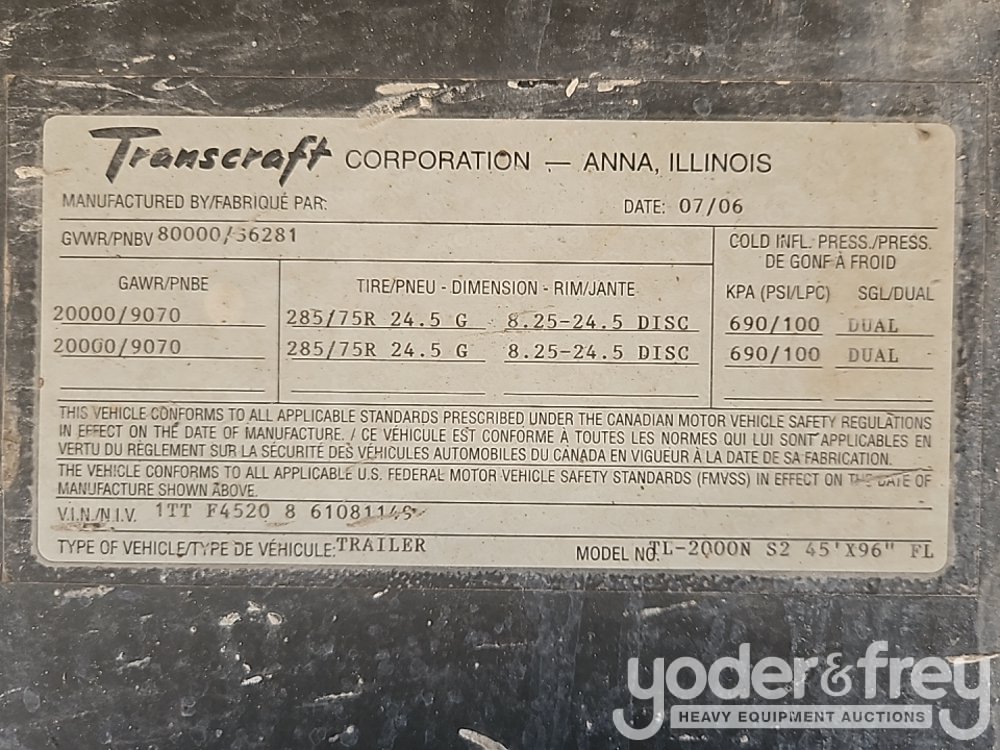 Transcraft CORPORATION — ANNA, ILLINOIS
MANUFACTURED BY/FABRIQUÉ PAR: DATE: 07/06
GVWR/PNBV 80000/36281
COLD INFL. PRESS./PRESS.
DE GONF À FROID
GAWR/PNBE TIRE/PNEU - DIMENSION - RIM/JANTE KPA (PSI/LPC) SGL/DUAL
20000/9070 285/75R 24.5 G 8.25-24.5 DISC 690/100 DUAL
20000/9070 285/75R 24.5 G 8.25-24.5 DISC 690/100 DUAL
THIS VEHICLE CONFORMS TO ALL APPLICABLE STANDARDS PRESCRIBED UNDER THE CANADIAN MOTOR VEHICLE SAFETY REGULATIONS
IN EFFECT ON THE DATE OF MANUFACTURE. / CE VÉHICULE EST CONFORME À TOUTES LES NORMES QUI LUI SONT APPLICABLES EN
VERTU DU RÈGLEMENT SUR LA SÉCURITÉ DES VÉHICULES AUTOMOBILES DU CANADA EN VIGUEUR À LA DATE DE SA FABRICATION.
THE VEHICLE CONFORMS TO ALL APPLICABLE U.S. FEDERAL MOTOR VEHICLE SAFETY STANDARDS (FMVSS) IN EFFECT ON THE DATE OF
MANUFACTURE SHOWN ABOVE.
V.I.N./N.I.V. 1TT F4520 8 61081149
TYPE OF VEHICLE/TYPE DE VÉHICULE: TRAILER MODEL NO. TL-2000N S2 45'X96" FL
yoder&frey
HEAVY EQUIPMENT AUCTIONS